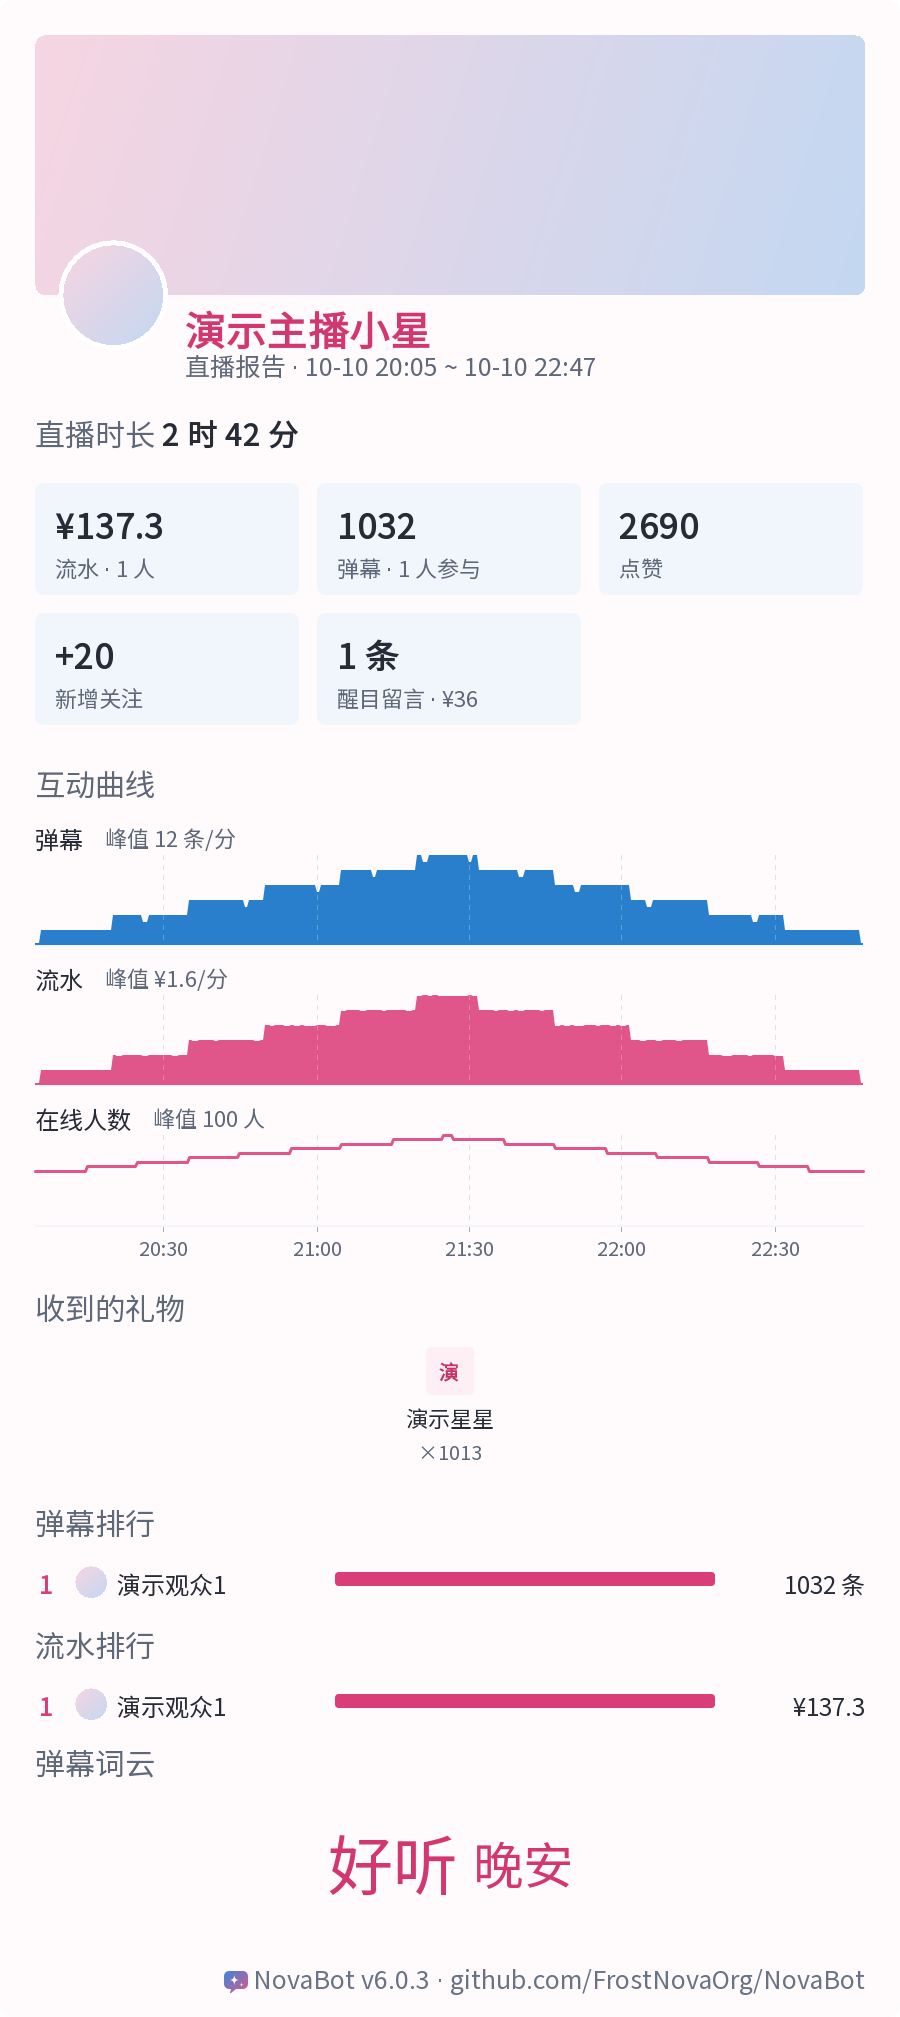 演示主播小星
直播报告 · 10-10 20:05 ~ 10-10 22:47
直播时长 2 时 42 分
¥137.3
流水 · 1 人
1032
弹幕 · 1 人参与
2690
点赞
+20
新增关注
1 条
醒目留言 · ¥36
互动曲线
弹幕 峰值 12 条/分
流水 峰值 ¥1.6/分
在线人数 峰值 100 人
20:30 21:00 21:30 22:00 22:30
收到的礼物
演
演示星星
×1013
弹幕排行
1 演示观众1 1032 条
流水排行
1 演示观众1 ¥137.3
弹幕词云
好听 晚安
NovaBot v6.0.3 · github.com/FrostNovaOrg/NovaBot